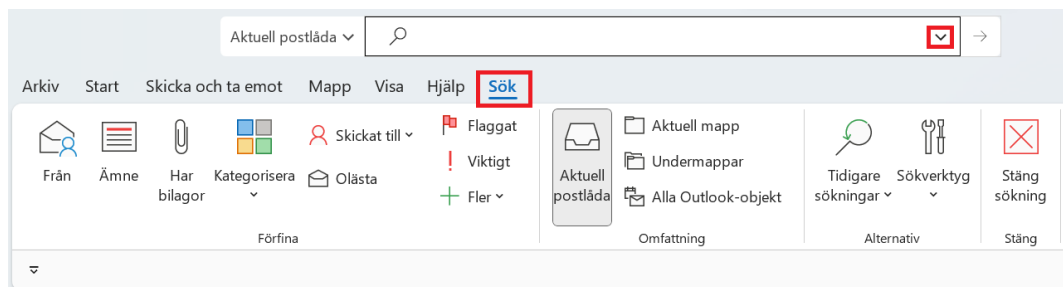 Aktuell postlåda
Arkiv Start Skicka och ta emot Mapp Visa Hjälp Sök
Från
Ämne
Har
bilagor
Kategorisera
Skickat till
Olästa
Flaggat
Viktigt
Fler
Förfina
Aktuell
postlåda
Aktuell mapp
Undermappar
Alla Outlook-objekt
Omfattning
Tidigare
sökningar
Sökverktyg
Alternativ
Stäng
sökning
Stäng